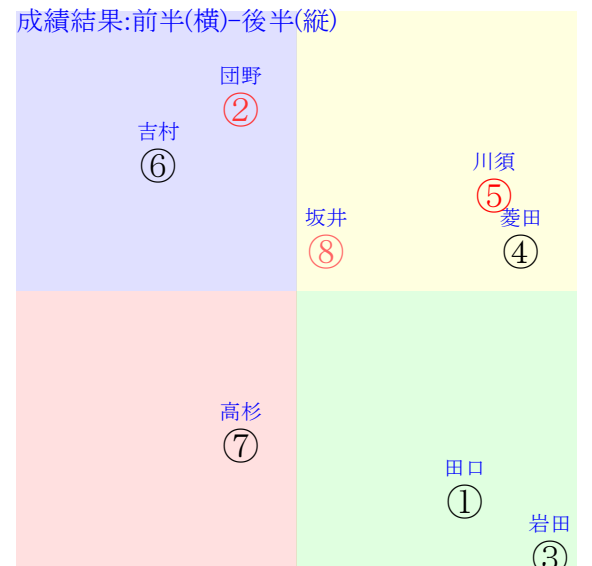 成績結果:前半(横)−後半(縦)
団野
②
吉村
⑥
川須
⑤
坂井
⑧
菱田
④
高杉
⑦
田口
①
岩田
③